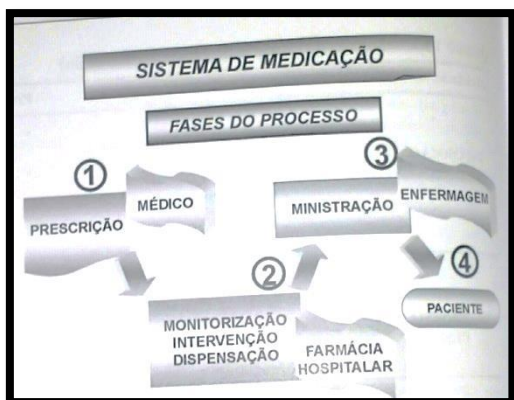 SISTEMA DE MEDICAÇÃO
FASES DO PROCESSO
1
PRESCRIÇÃO
MÉDICO
2
MONITORIZAÇÃO
INTERVENÇÃO
DISPENSAÇÃO
FARMÁCIA
HOSPITALAR
3
MINISTRAÇÃO
ENFERMAGEM
4
PACIENTE